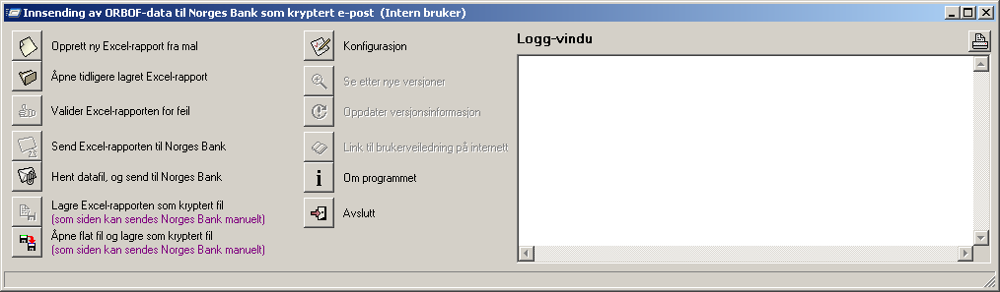 Innsending av ORBOF-data til Norges Bank som kryptert e-post (Intern bruker)
Opprett ny Excel-rapport fra mal
Åpne tidligere lagret Excel-rapport
Valider Excel-rapporten for feil
Send Excel-rapporten til Norges Bank
Hent datafil, og send til Norges Bank
Lagre Excel-rapporten som kryptert fil
(som siden kan sendes Norges Bank manuelt)
Åpne flat fil og lagre som kryptert fil
(som siden kan sendes Norges Bank manuelt)
Konfigurasjon
Se etter nye versjoner
Oppdater versjonsinformasjon
Link til brukerveiledning på internett
Om programmet
Avslutt
Logg-vindu